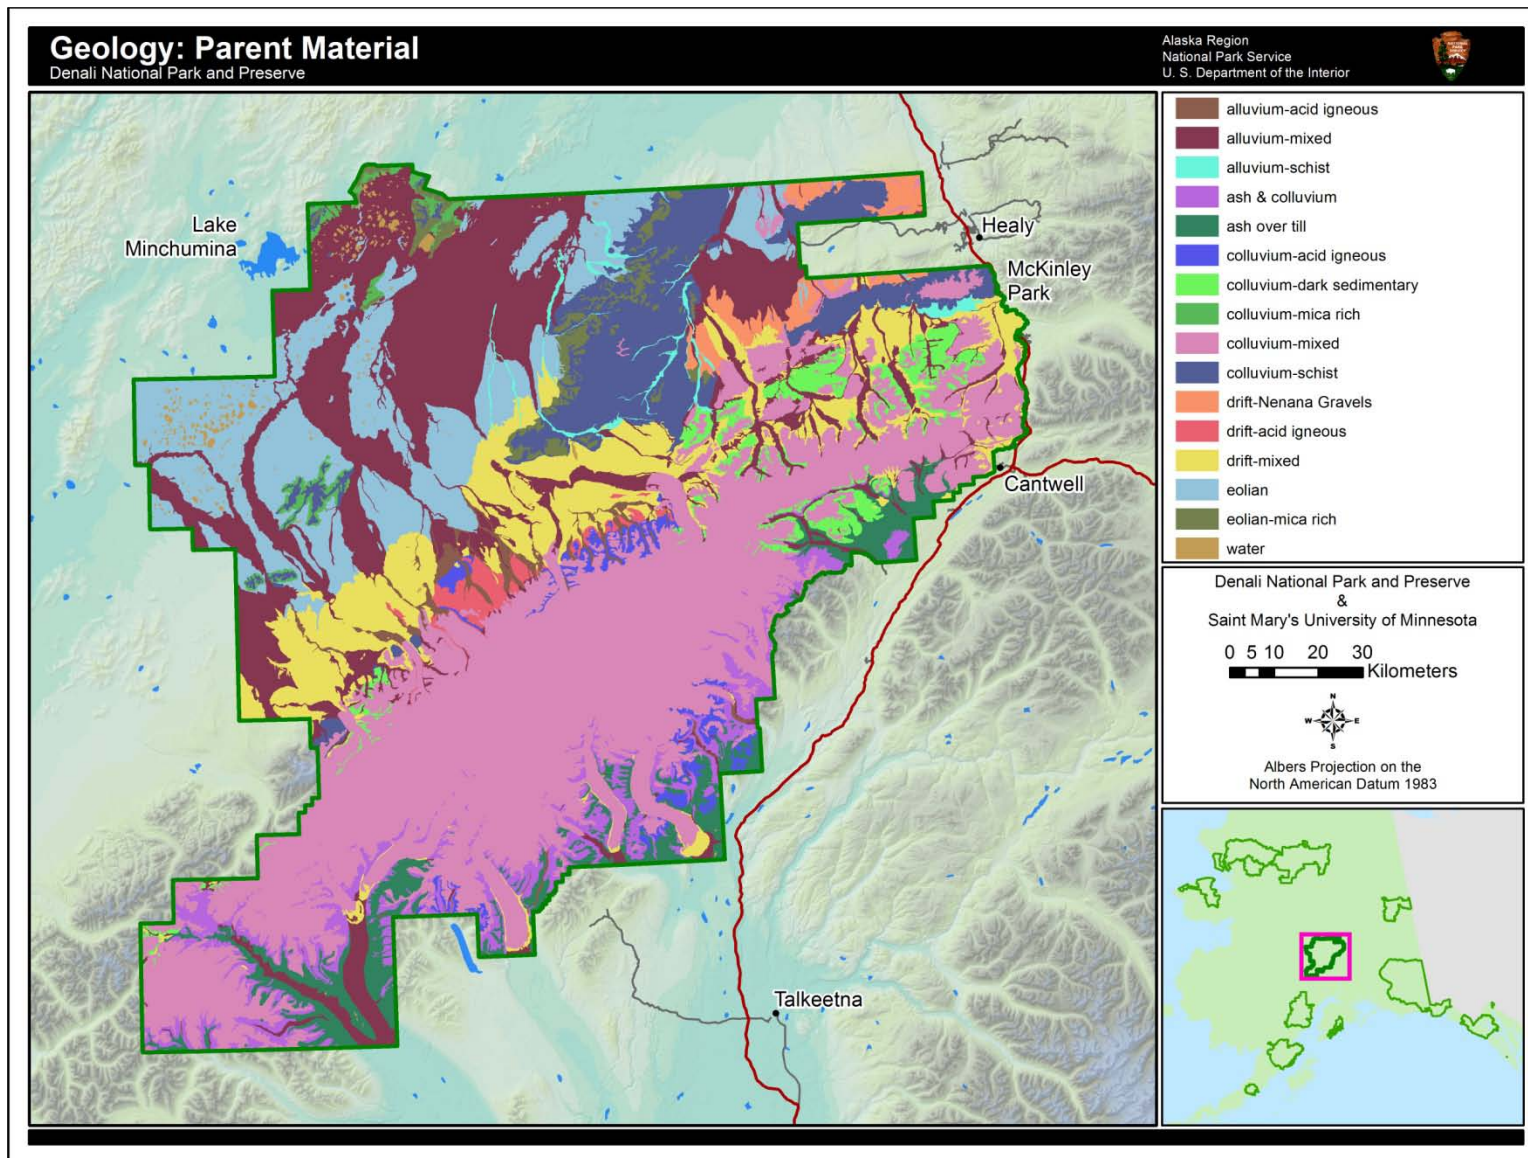 Geology: Parent Material
Denali National Park and Preserve
Alaska Region
National Park Service
U. S. Department of the Interior
Lake
Minchumina
Healy
McKinley
Park
Cantwell
Talkeetna
alluvium-acid igneous
alluvium-mixed
alluvium-schist
ash & colluvium
ash over till
colluvium-acid igneous
colluvium-dark sedimentary
colluvium-mica rich
colluvium-mixed
colluvium-schist
drift-Nenana Gravels
drift-acid igneous
drift-mixed
eolian
eolian-mica rich
water
Denali National Park and Preserve
&
Saint Mary's University of Minnesota
0 5 10 20 30
Kilometers
N
W E
S
Albers Projection on the
North American Datum 1983